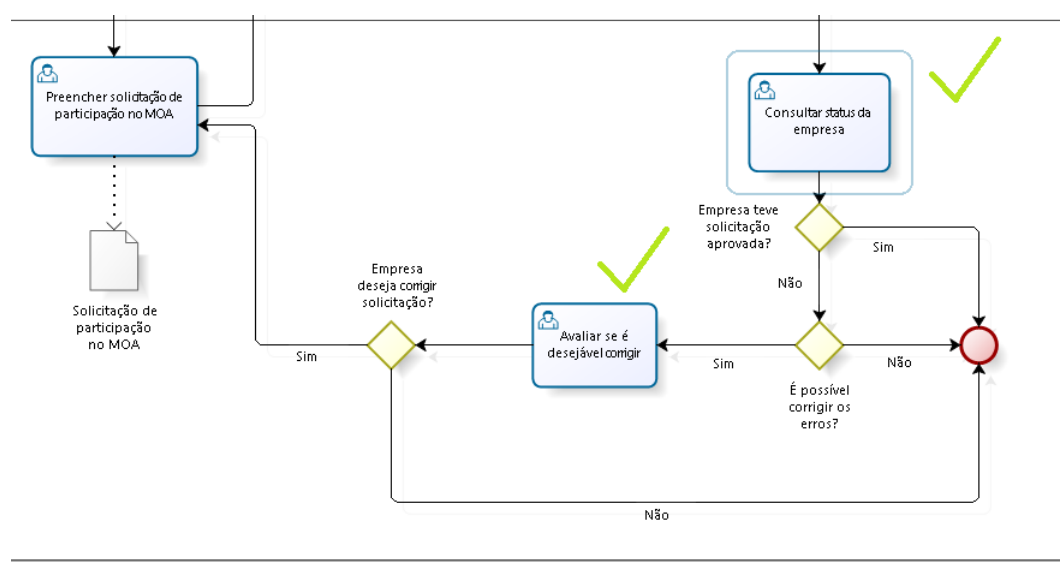 Preencher solicitação de
participação no MOA
Solicitação de
participação
no MOA
Consultar status da
empresa
Empresa teve
solicitação
aprovada?
Sim
Não
Empresa
deseja corrigir
solicitação?
Avaliar se é
desejável corrigir
Sim
Sim
Não
É possível
corrigir os
erros?
Não